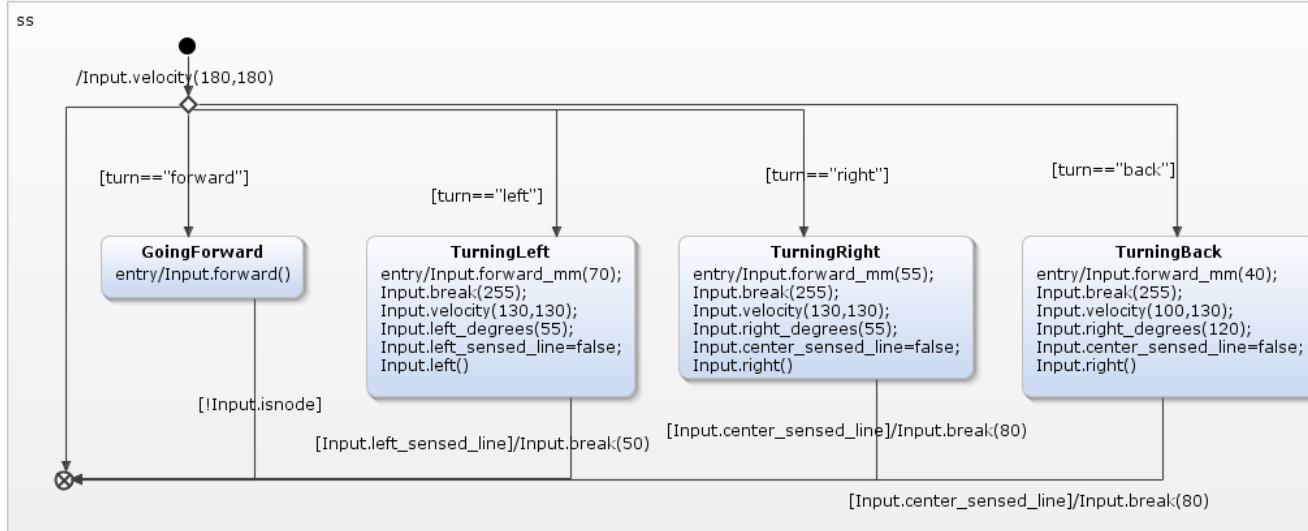 ss
/Input.velocity(180,180)
[turn=="forward"]
[turn=="left"]
[turn=="right"]
[turn=="back"]
GoingForward
entry/Input.forward()
TurningLeft
entry/Input.forward_mm(70);
Input.break(255);
Input.velocity(130,130);
Input.left_degrees(55);
Input.left_sensed_line=false;
Input.left()
TurningRight
entry/Input.forward_mm(55);
Input.break(255);
Input.velocity(130,130);
Input.right_degrees(55);
Input.center_sensed_line=false;
Input.right()
TurningBack
entry/Input.forward_mm(40);
Input.break(255);
Input.velocity(100,130);
Input.right_degrees(120);
Input.center_sensed_line=false;
Input.right()
[!Input.isnode]
[Input.left_sensed_line]/Input.break(50)
[Input.center_sensed_line]/Input.break(80)
[Input.center_sensed_line]/Input.break(80)